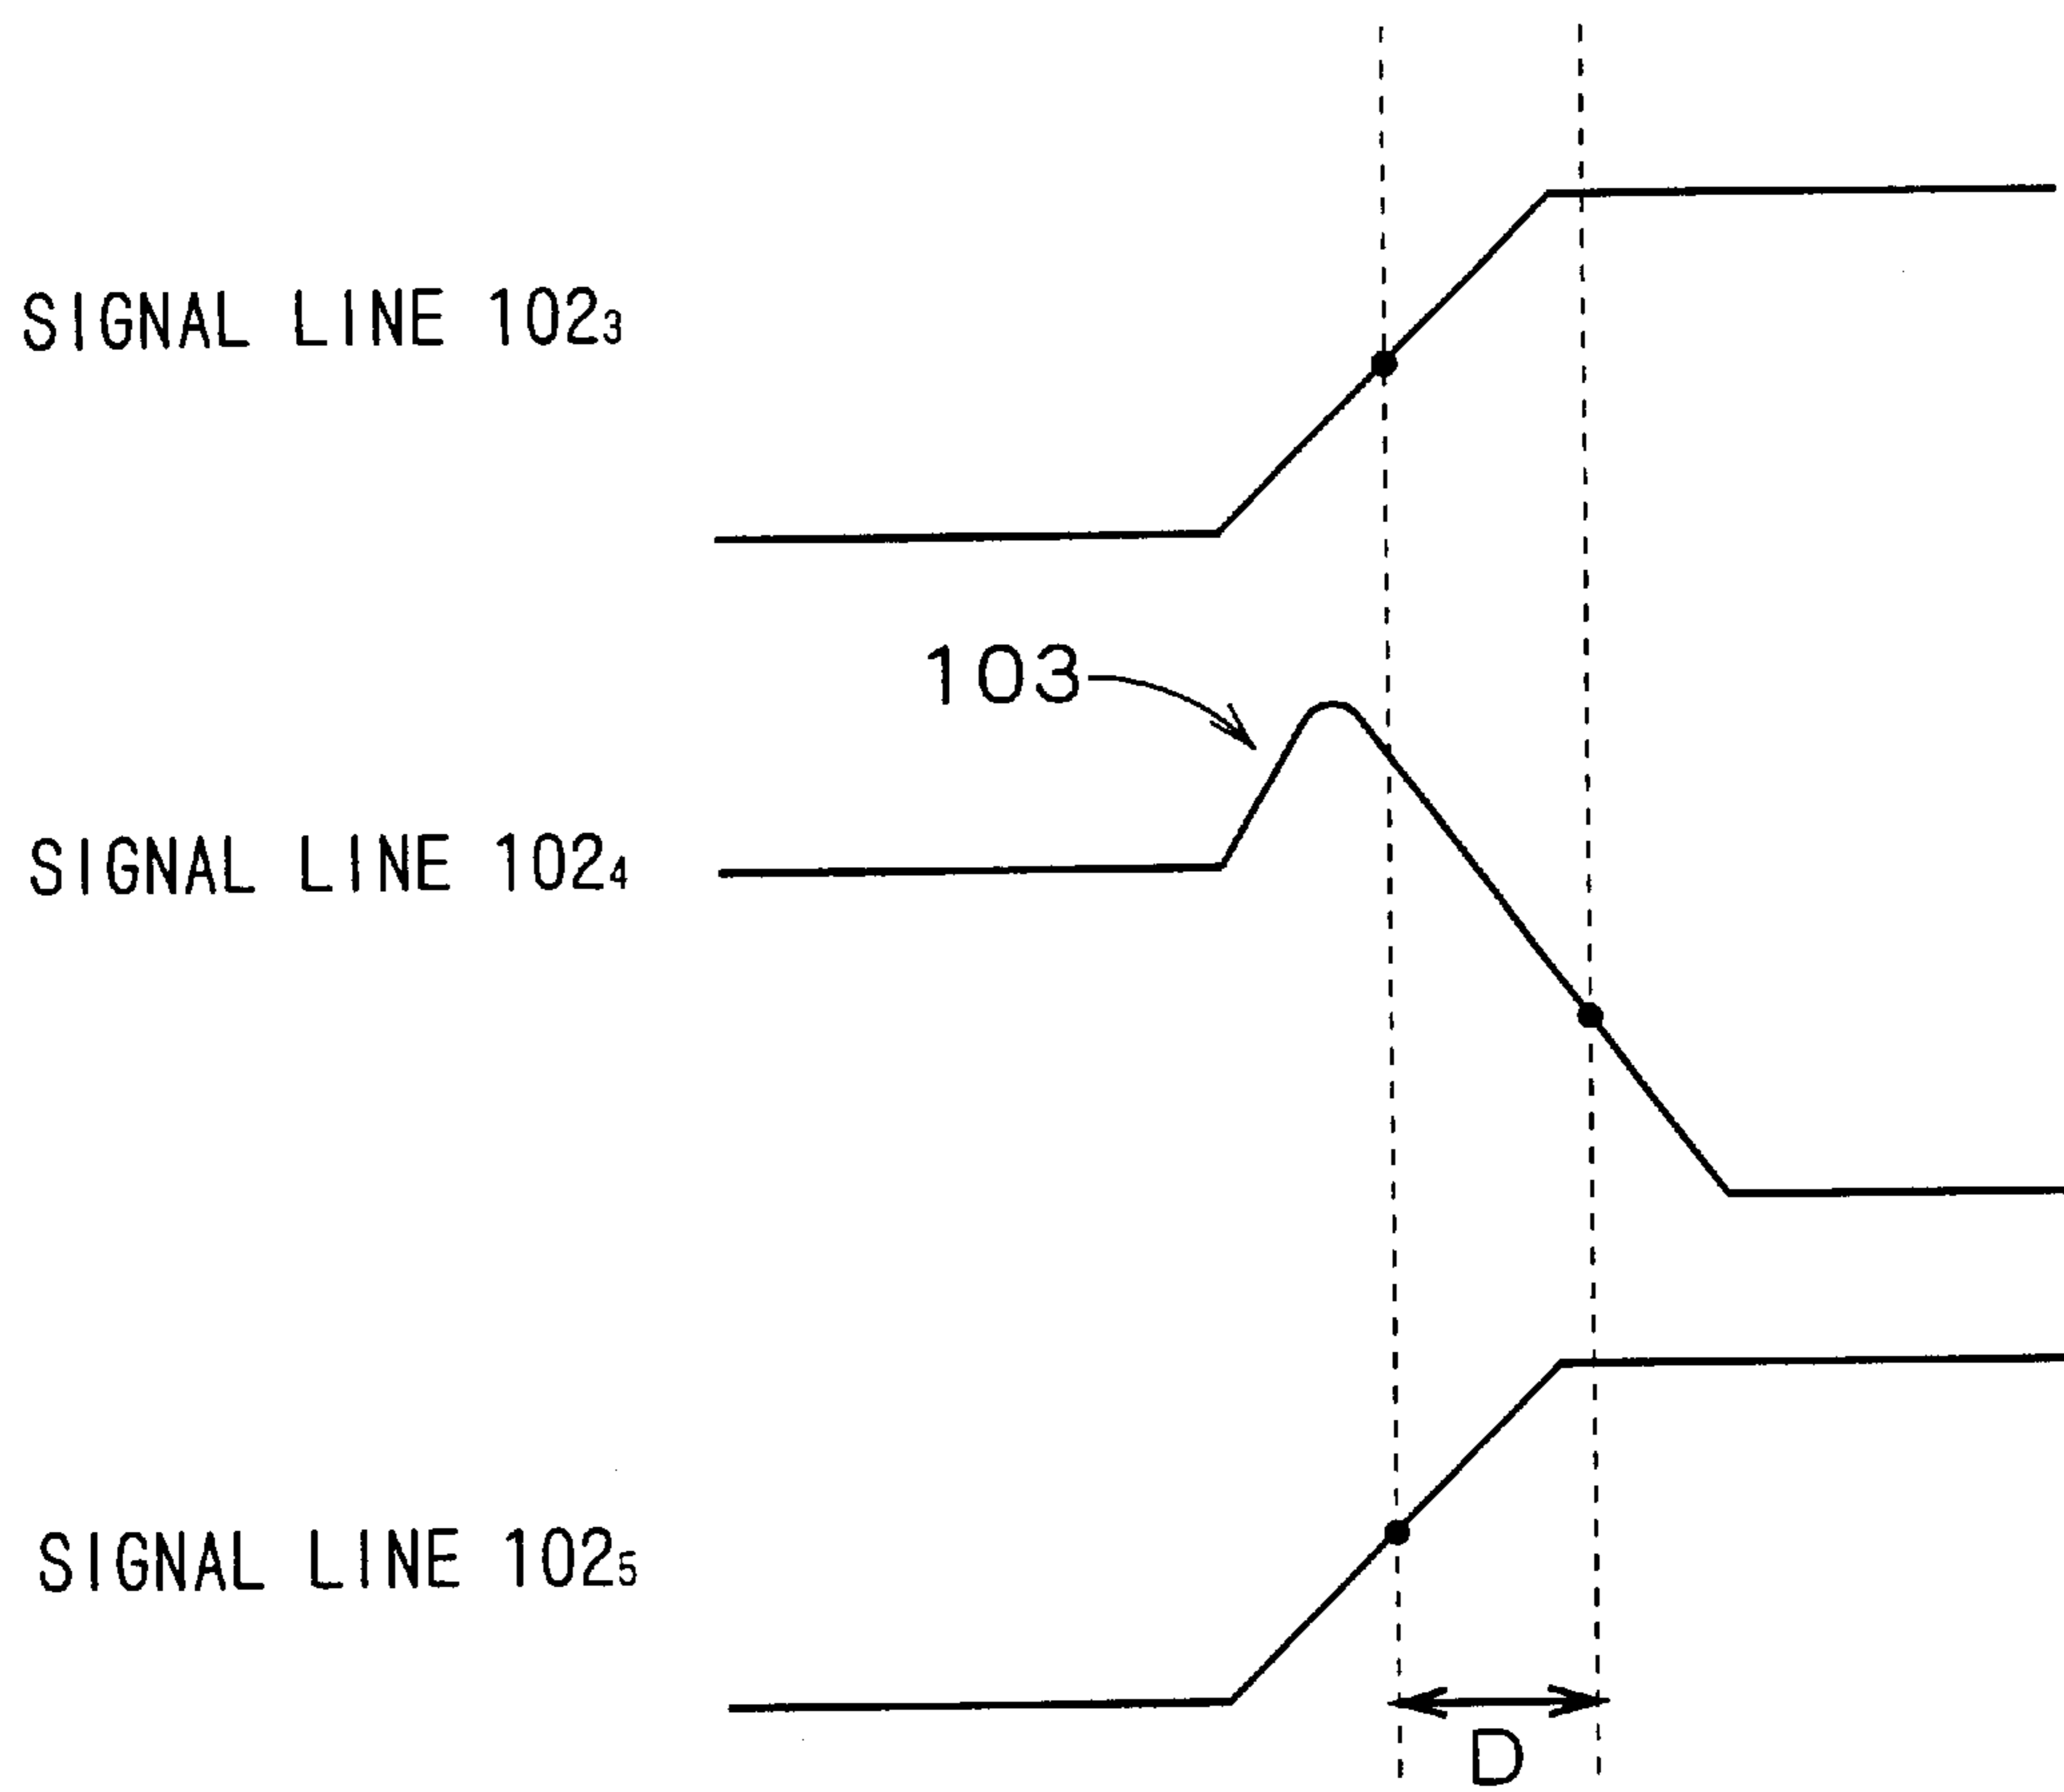 SIGNAL LINE 102₃
103
SIGNAL LINE 102₄
SIGNAL LINE 102₅
D